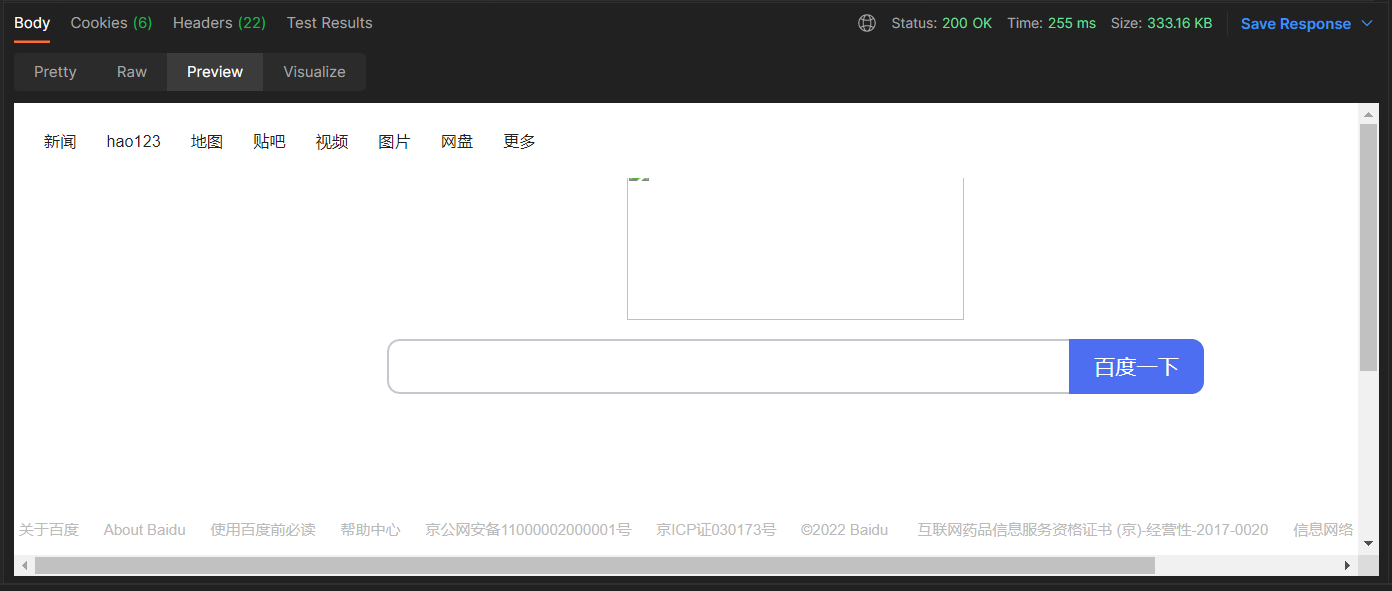 Body Cookies (6) Headers (22) Test Results Status: 200 OK Time: 255 ms Size: 333.16 KB Save Response
Pretty Raw Preview Visualize
新闻 hao123 地图 贴吧 视频 图片 网盘 更多
百度一下
关于百度 About Baidu 使用百度前必读 帮助中心 京公网安备11000002000001号 京ICP证030173号 ©2022 Baidu 互联网药品信息服务资格证书 (京)-经营性-2017-0020 信息网络